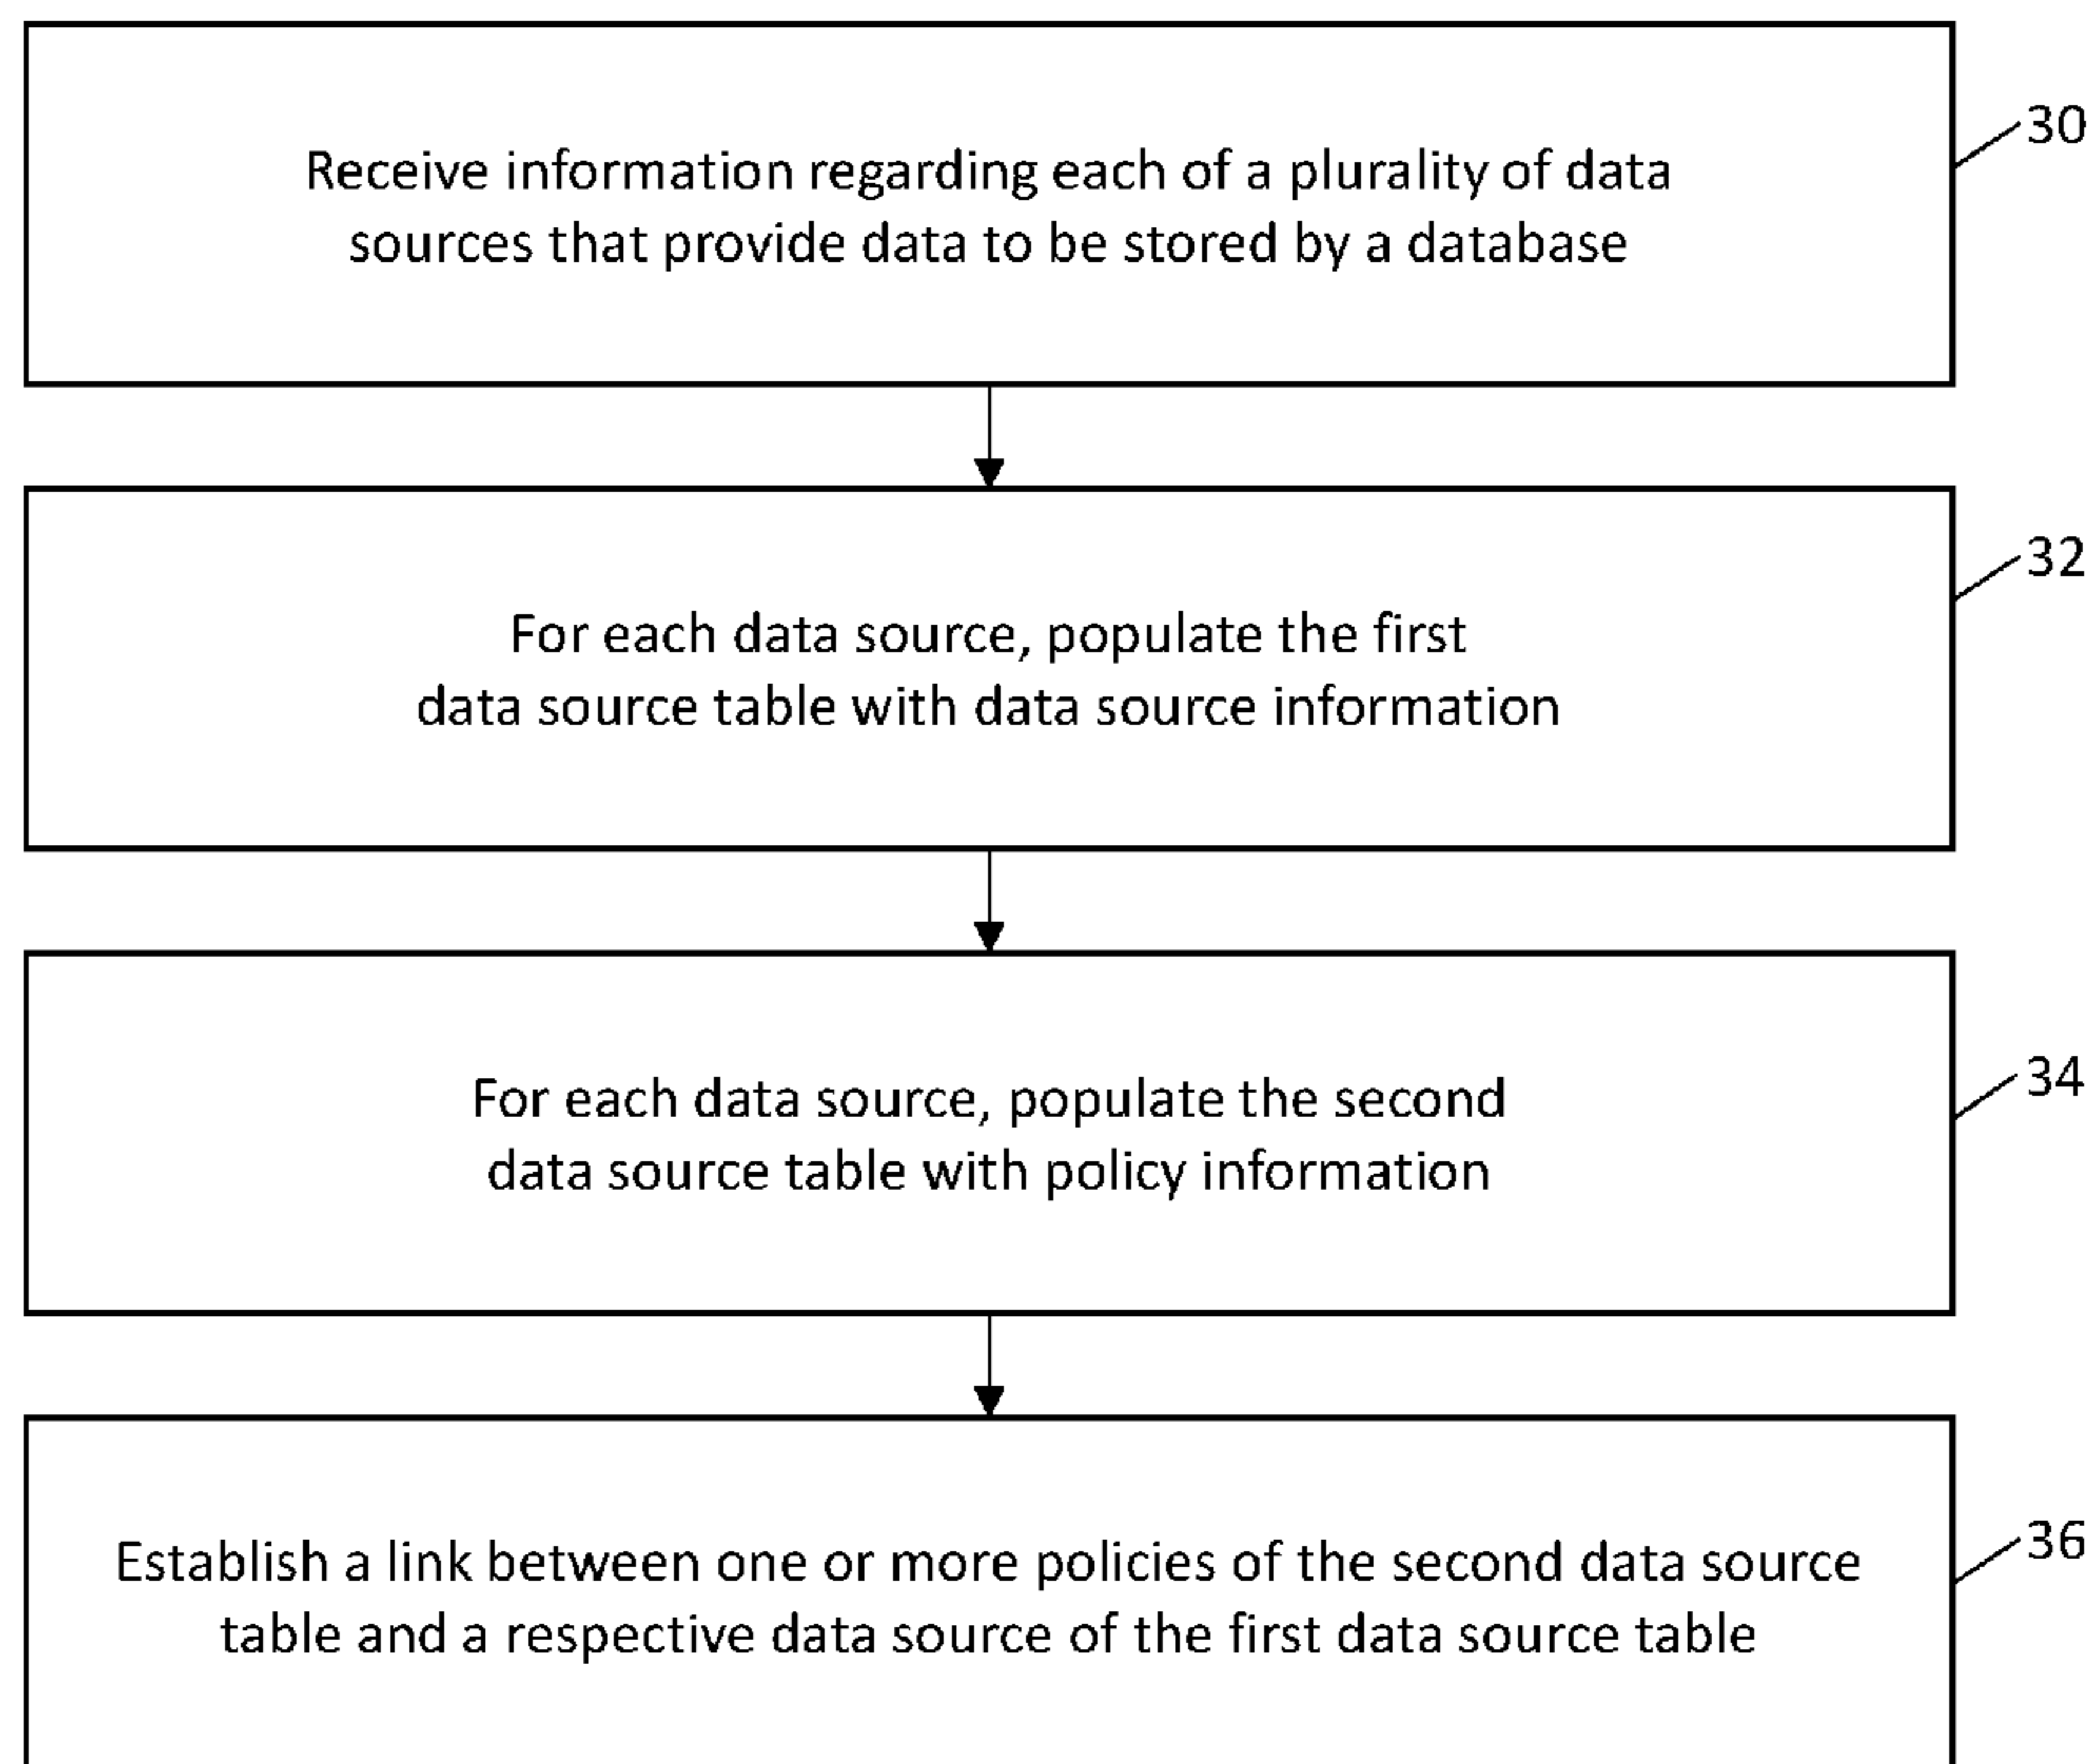 Receive information regarding each of a plurality of data
sources that provide data to be stored by a database
30
For each data source, populate the first
data source table with data source information
32
For each data source, populate the second
data source table with policy information
34
Establish a link between one or more policies of the second data source
table and a respective data source of the first data source table
36